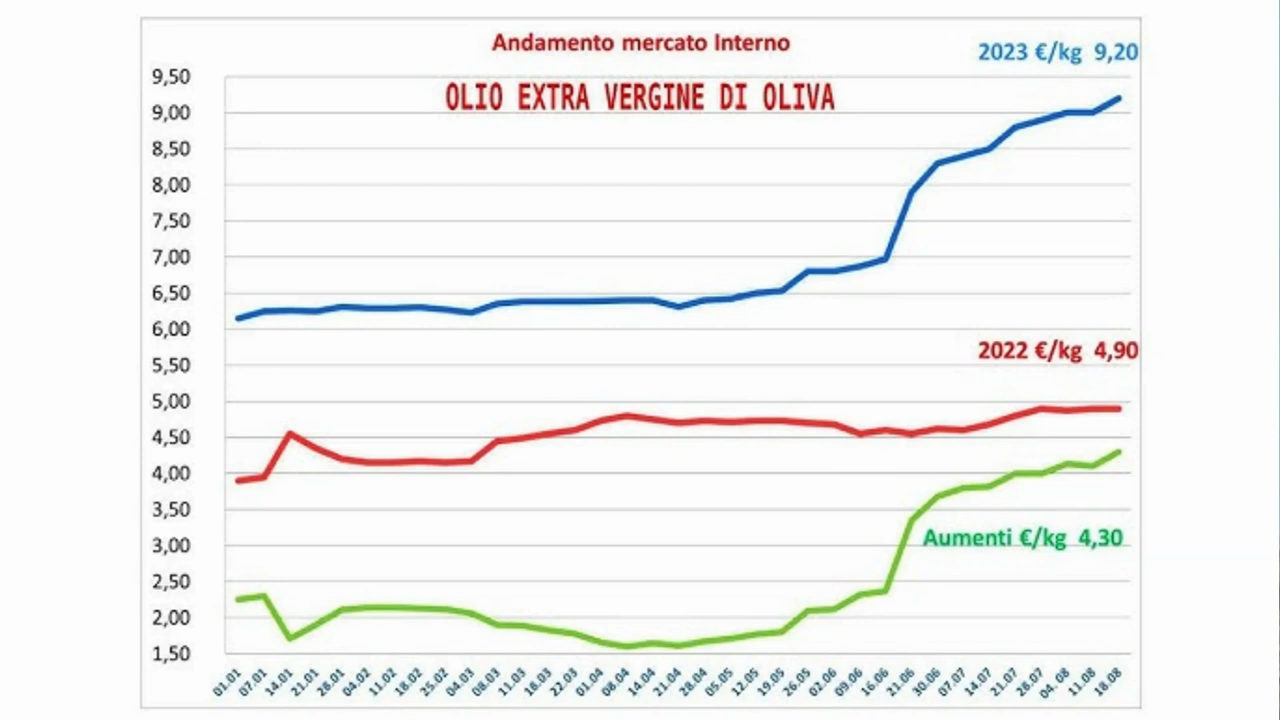 Andamento mercato Interno
2023 €/kg 9,20
OLIO EXTRA VERGINE DI OLIVA
9,50
9,00
8,50
8,00
7,50
7,00
6,50
6,00
5,50
5,00
4,50
4,00
3,50
3,00
2,50
2,00
1,50
2022 €/kg 4,90
Aumenti €/kg 4,30
01.01 07.01 14.01 21.01 28.01 04.02 11.02 18.02 25.02 04.03 08.03 11.03 18.03 22.03 01.04 08.04 14.04 21.04 28.04 05.05 12.05 19.05 26.05 02.06 09.06 16.06 21.06 30.06 07.07 14.07 21.07 28.07 04.08 11.08 18.08